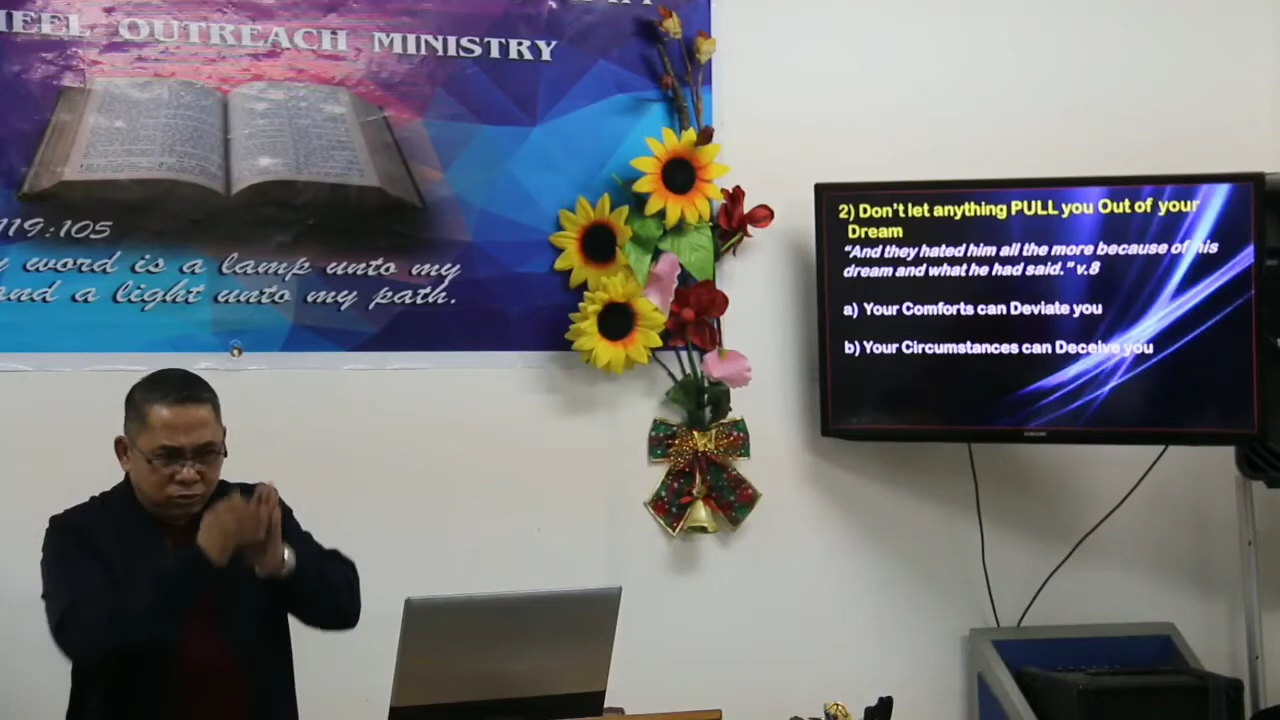 OUTREACH MINISTRY
119:105
word is a lamp unto my
and a light unto my path.
2) Don't let anything PULL you Out of your
Dream
"And they hated him all the more because of his
dream and what he had said." v.8
a) Your Comforts can Deviate you
b) Your Circumstances can Deceive you
SAMSUNG